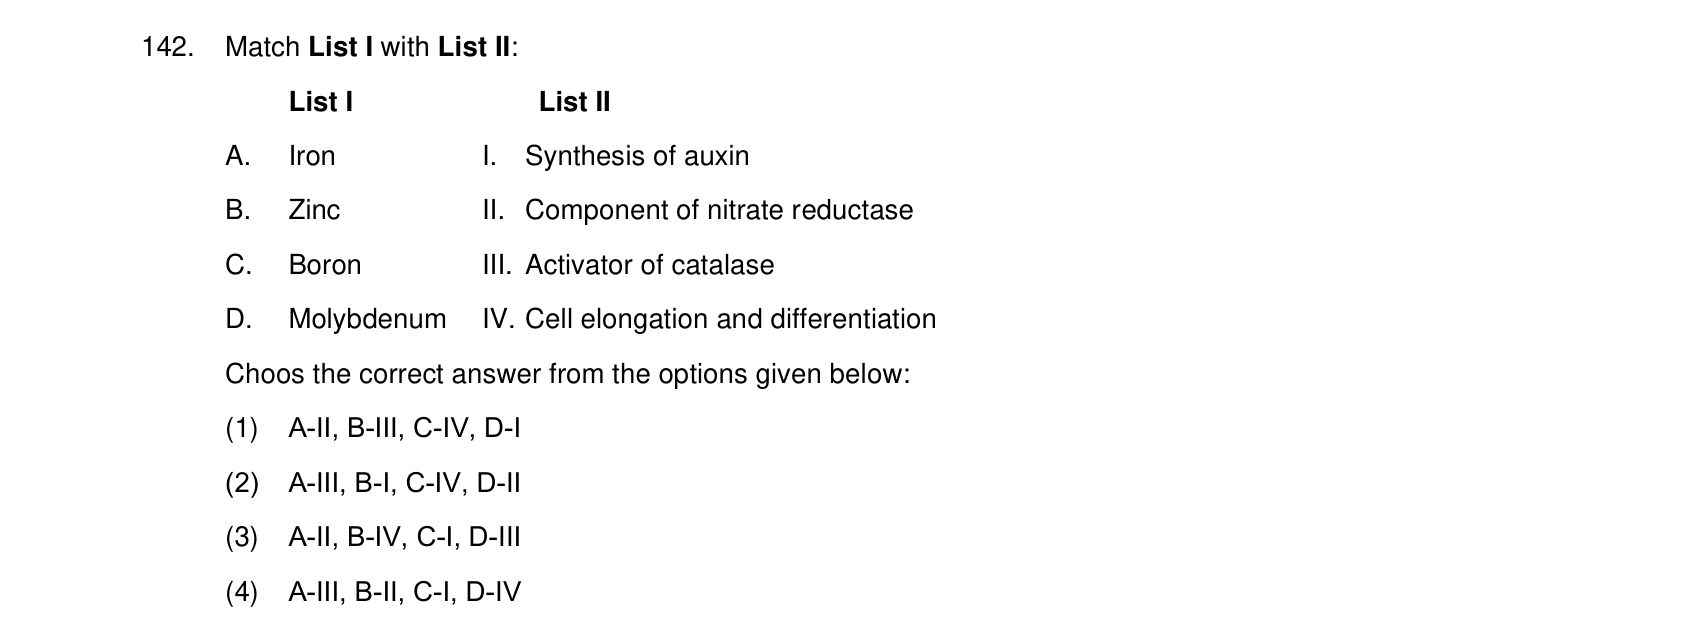 142. Match List I with List II:
List I List II
A. Iron I. Synthesis of auxin
B. Zinc II. Component of nitrate reductase
C. Boron III. Activator of catalase
D. Molybdenum IV. Cell elongation and differentiation
Choos the correct answer from the options given below:
(1) A-II, B-III, C-IV, D-I
(2) A-III, B-I, C-IV, D-II
(3) A-II, B-IV, C-I, D-III
(4) A-III, B-II, C-I, D-IV